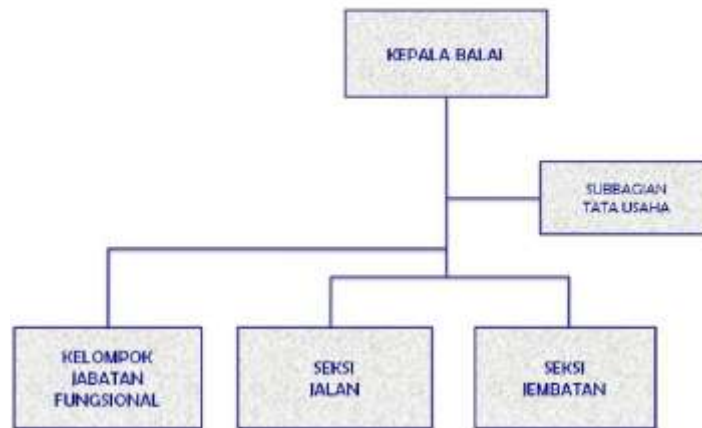 KEPALA BALAI
SUBBAGIAN
TATA USAHA
KELOMPOK
JABATAN
FUNGSIONAL
SEKSI
JALAN
SEKSI
JEMBATAN